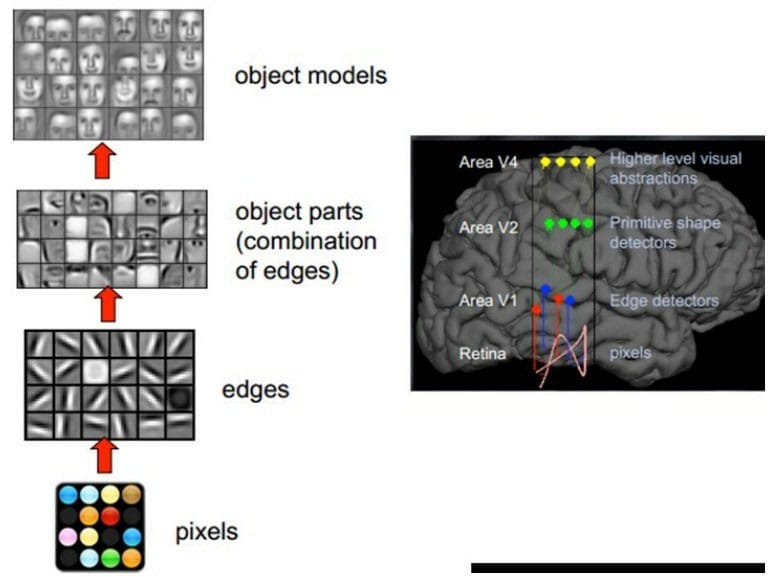 object models
object parts
(combination
of edges)
edges
pixels
Area V4
Higher level visual
abstractions
Area V2
Primitive shape
detectors
Area V1
Edge detectors
Retina
pixels